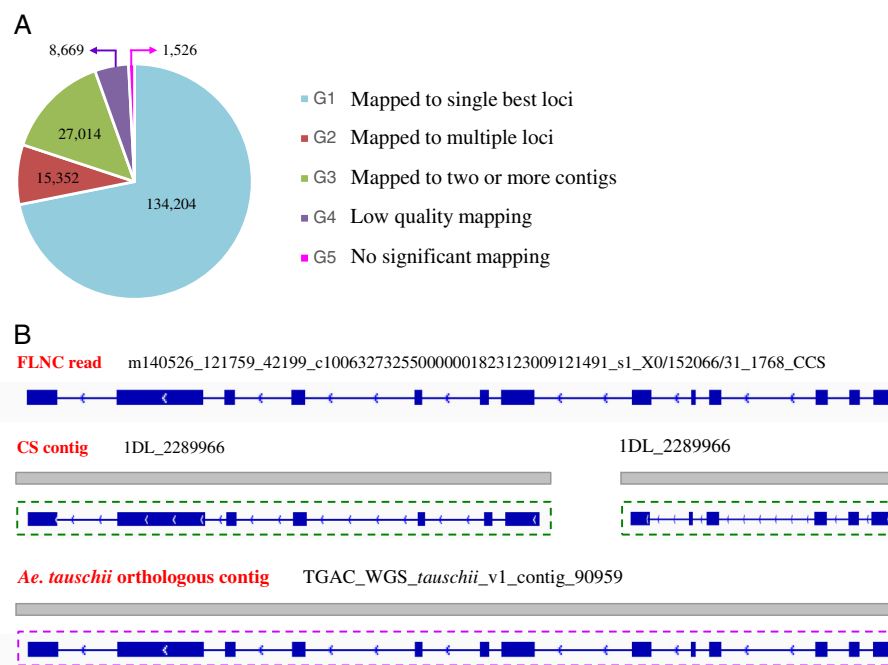 A
8,669
1,526
27,014
15,352
134,204
G1 Mapped to single best loci
G2 Mapped to multiple loci
G3 Mapped to two or more contigs
G4 Low quality mapping
G5 No significant mapping
B
FLNC read m140526_121759_42199_c100632732550000001823123009121491_s1_X0/152066/31_1768_CCS
CS contig 1DL_2289966 1DL_2289966
Ae. tauschii orthologous contig TGAC_WGS_tauschii_v1_contig_90959